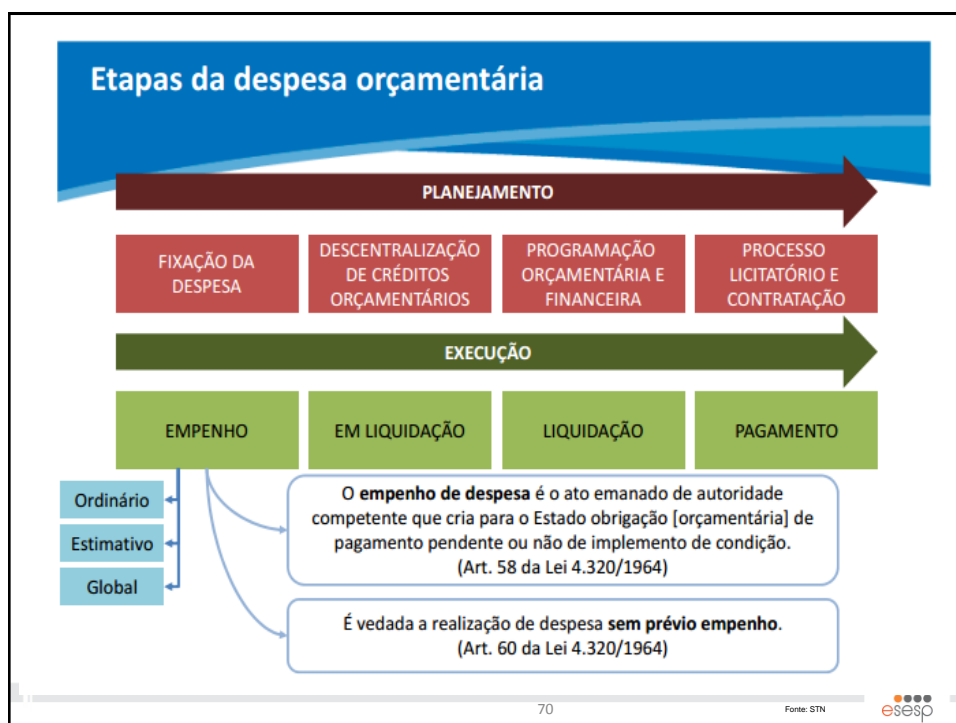 Etapas da despesa orçamentária
PLANEJAMENTO
FIXAÇÃO DA
DESPESA
DESCENTRALIZAÇÃO
DE CRÉDITOS
ORÇAMENTÁRIOS
PROGRAMAÇÃO
ORÇAMENTÁRIA E
FINANCEIRA
PROCESSO
LICITATÓRIO E
CONTRATAÇÃO
EXECUÇÃO
EMPENHO
EM LIQUIDAÇÃO
LIQUIDAÇÃO
PAGAMENTO
Ordinário
Estimativo
Global
O empenho de despesa é o ato emanado de autoridade
competente que cria para o Estado obrigação [orçamentária] de
pagamento pendente ou não de implemento de condição.
(Art. 58 da Lei 4.320/1964)
É vedada a realização de despesa sem prévio empenho.
(Art. 60 da Lei 4.320/1964)
70
Fonte: STN
esesp